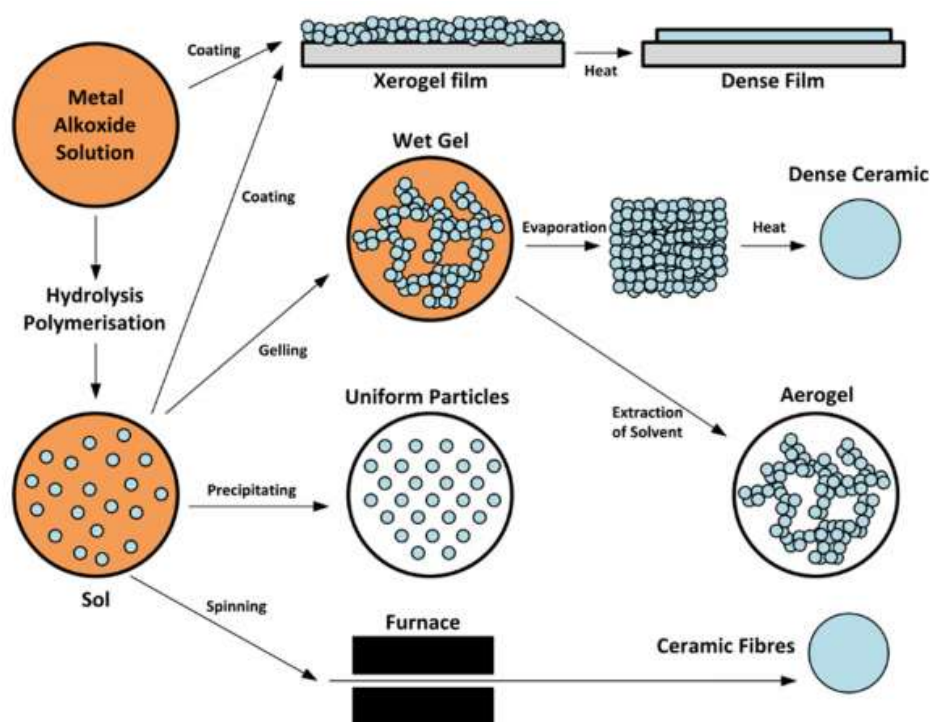 Coating
Xerogel film
Heat
Dense Film
Metal
Alkoxide
Solution
Coating
Wet Gel
Evaporation
Heat
Dense Ceramic
Hydrolysis
Polymerisation
Gelling
Uniform Particles
Extraction
of Solvent
Aerogel
Precipitating
Sol
Spinning
Furnace
Ceramic Fibres